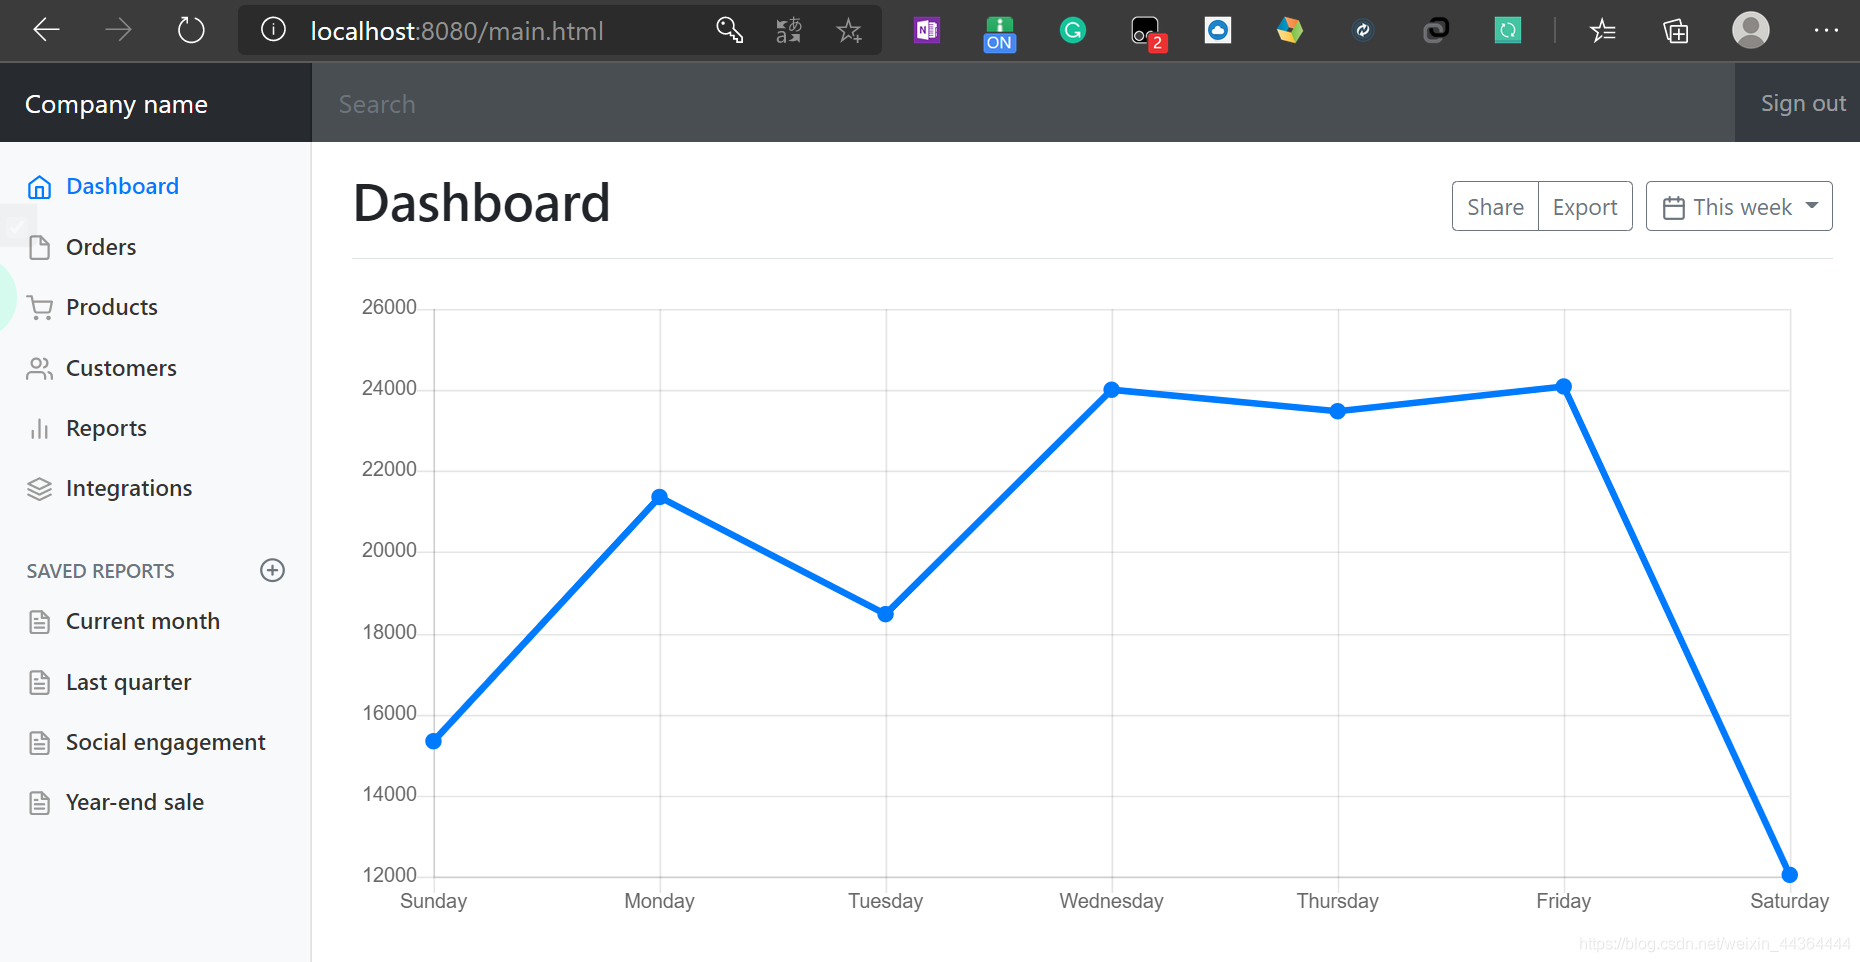 localhost:8080/main.html
ON
2
Company name
Search
Sign out
Dashboard
Orders
Products
Customers
Reports
Integrations
SAVED REPORTS
Current month
Last quarter
Social engagement
Year-end sale
Dashboard
Share
Export
This week
26000
24000
22000
20000
18000
16000
14000
12000
Sunday Monday Tuesday Wednesday Thursday Friday Saturday
https://blog.csdn.net/weixin_44364444